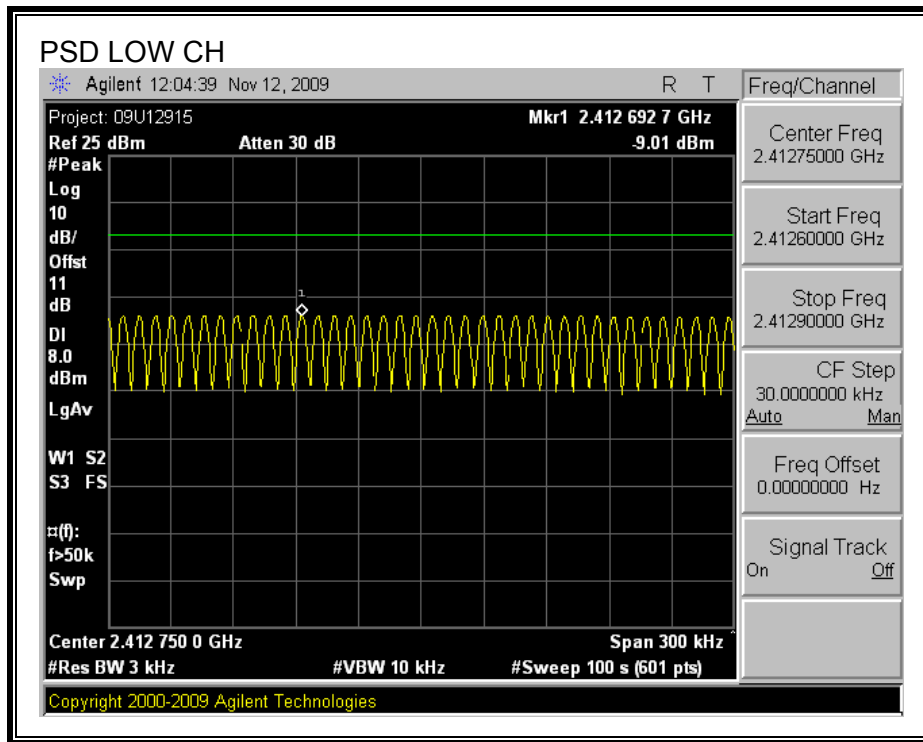 PSD LOW CH
Agilent 12:04:39 Nov 12, 2009 R T
Project: 09U12915 Mkr1 2.412 692 7 GHz
Ref 25 dBm Atten 30 dB -9.01 dBm
#Peak
Log
10
dB/
Offst
11
dB
DI
8.0
dBm
LgAv
W1 S2
S3 FS
¤(f):
f>50k
Swp
1
Center 2.412 750 0 GHz Span 300 kHz ^
#Res BW 3 kHz #VBW 10 kHz #Sweep 100 s (601 pts)
Copyright 2000-2009 Agilent Technologies
Freq/Channel
Center Freq
2.41275000 GHz
Start Freq
2.41260000 GHz
Stop Freq
2.41290000 GHz
CF Step
30.0000000 kHz
Auto Man
Freq Offset
0.00000000 Hz
Signal Track
On Off